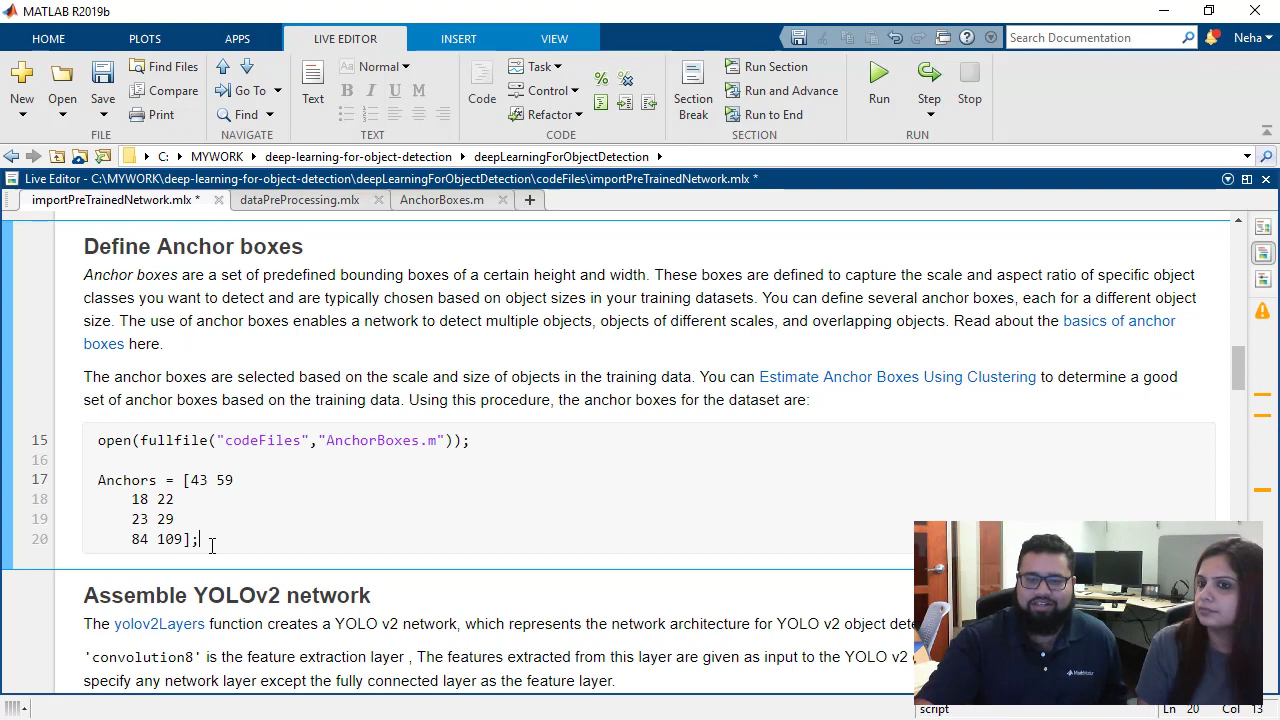 MATLAB R2019b
HOME PLOTS APPS LIVE EDITOR INSERT VIEW Search Documentation Neha
New Open Save Find Files Compare Print
FILE
Go To Find
NAVIGATE
Text Normal B I U M
TEXT
Code Task Control Refactor
CODE
Section Break Run Section Run and Advance Run to End
SECTION
Run Step Stop
RUN
C: MYWORK deep-learning-for-object-detection deepLearningForObjectDetection
Live Editor - C:\MYWORK\deep-learning-for-object-detection\deepLearningForObjectDetection\codeFiles\importPreTrainedNetwork.mlx *
importPreTrainedNetwork.mlx * dataPreProcessing.mlx AnchorBoxes.m
Define Anchor boxes
Anchor boxes are a set of predefined bounding boxes of a certain height and width. These boxes are defined to capture the scale and aspect ratio of specific object
classes you want to detect and are typically chosen based on object sizes in your training datasets. You can define several anchor boxes, each for a different object
size. The use of anchor boxes enables a network to detect multiple objects, objects of different scales, and overlapping objects. Read about the basics of anchor
boxes here.
The anchor boxes are selected based on the scale and size of objects in the training data. You can Estimate Anchor Boxes Using Clustering to determine a good
set of anchor boxes based on the training data. Using this procedure, the anchor boxes for the dataset are:
15 open(fullfile("codeFiles","AnchorBoxes.m"));
16
17 Anchors = [43 59
18 18 22
19 23 29
20 84 109];
Assemble YOLOv2 network
The yolov2Layers function creates a YOLO v2 network, which represents the network architecture for YOLO v2 object
'convolution8' is the feature extraction layer , The features extracted from this layer are given as input to the YOLO v2
specify any network layer except the fully connected layer as the feature layer.
MathWorks
script Ln 20 Col 13